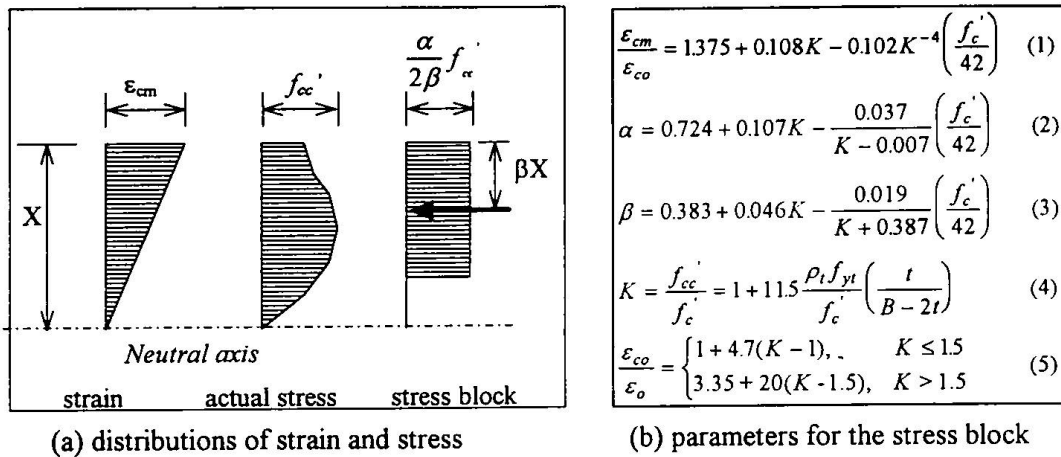 α/2β f_cc'
ε_cm
f_cc'
X
βX
Neutral axis
strain actual stress stress block
(a) distributions of strain and stress
ε_cm/ε_co = 1.375 + 0.108K − 0.102K^−4 (f_c'/42) (1)
α = 0.724 + 0.107K − 0.037/(K − 0.007) (f_c'/42) (2)
β = 0.383 + 0.046K − 0.019/(K + 0.387) (f_c'/42) (3)
K = f_cc'/f_c' = 1 + 11.5 ρ_t f_yt/f_c' (t/(B − 2t)) (4)
ε_co/ε_o = { 1 + 4.7(K − 1), K ≤ 1.5
3.35 + 20(K - 1.5), K > 1.5 (5)
(b) parameters for the stress block